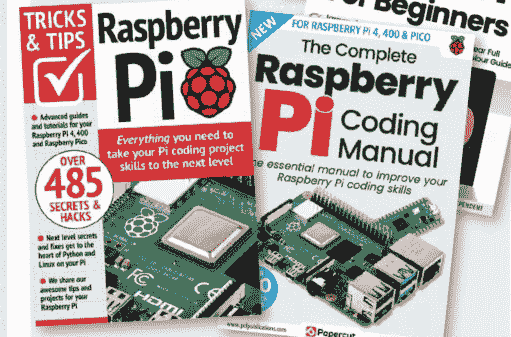 TRICKS
& TIPS
Raspberry
Pi
Advanced guides
and tutorials for your
Raspberry Pi 4, 400
and Raspberry Pico
Everything you need to
take your Pi coding project
skills to the next level
OVER
485
SECRETS &
HACKS
Next level secrets
and fixes get to the
heart of Python and
Linux on your Pi
We share our
awesome tips and
projects for your
Raspberry Pi
HDMI
NEW
FOR RASPBERRY Pi 4, 400 & PICO
The Complete
Raspberry
Pi Coding
Manual
essential manual to improve your
Raspberry Pi coding skills
www.pclpublications.com
Papercut
Beginners
Full
Guide